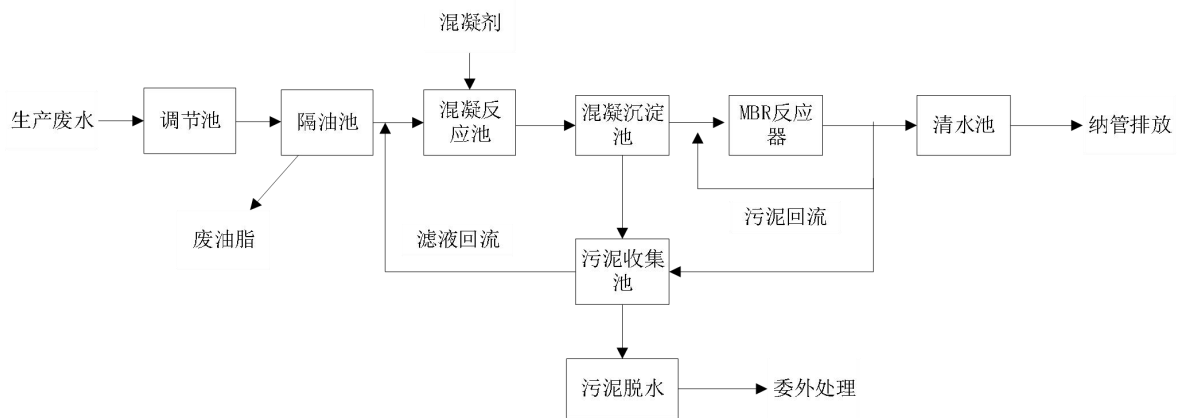 混凝剂
生产废水
调节池
隔油池
混凝反
应池
混凝沉淀
池
MBR反应
器
清水池
纳管排放
废油脂
滤液回流
污泥回流
污泥收集
池
污泥脱水
委外处理